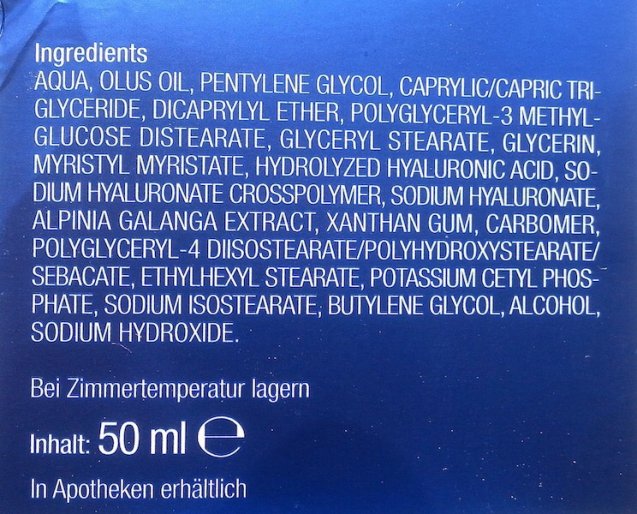 Ingredients
AQUA, OLUS OIL, PENTYLENE GLYCOL, CAPRYLIC/CAPRIC TRI-
GLYCERIDE, DICAPRYLYL ETHER, POLYGLYCERYL-3 METHYL-
GLUCOSE DISTEARATE, GLYCERYL STEARATE, GLYCERIN,
MYRISTYL MYRISTATE, HYDROLYZED HYALURONIC ACID, SO-
DIUM HYALURONATE CROSSPOLYMER, SODIUM HYALURONATE,
ALPINIA GALANGA EXTRACT, XANTHAN GUM, CARBOMER,
POLYGLYCERYL-4 DIISOSTEARATE/POLYHYDROXYSTEARATE/
SEBACATE, ETHYLHEXYL STEARATE, POTASSIUM CETYL PHOS-
PHATE, SODIUM ISOSTEARATE, BUTYLENE GLYCOL, ALCOHOL,
SODIUM HYDROXIDE.
Bei Zimmertemperatur lagern
Inhalt: 50 ml ℮
In Apotheken erhältlich